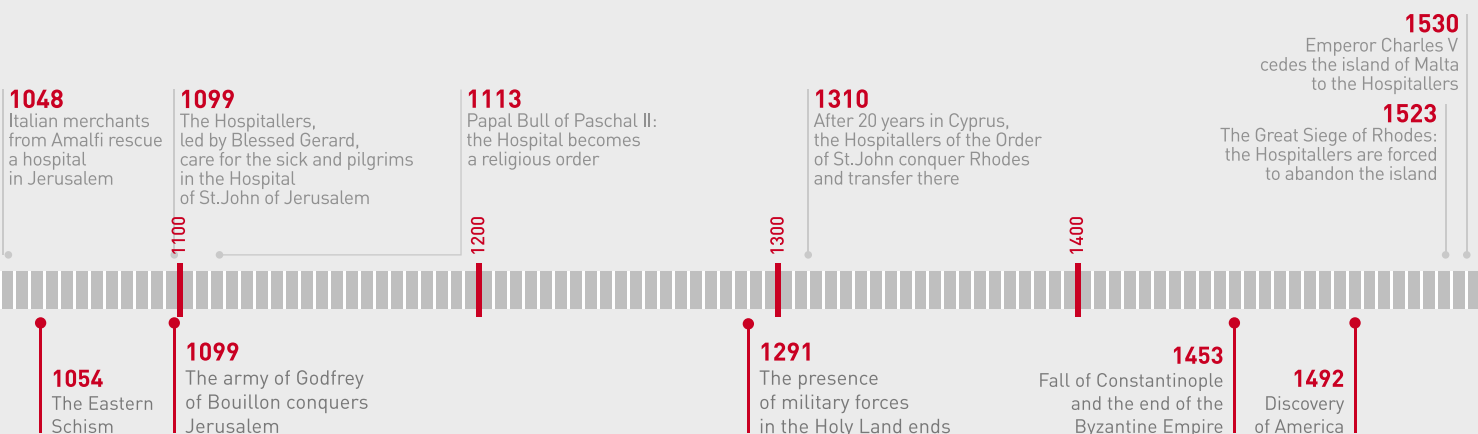 1048
Italian merchants
from Amalfi rescue
a hospital
in Jerusalem
1099
The Hospitallers,
led by Blessed Gerard,
care for the sick and pilgrims
in the Hospital
of St.John of Jerusalem
1113
Papal Bull of Paschal II:
the Hospital becomes
a religious order
1310
After 20 years in Cyprus,
the Hospitallers of the Order
of St.John conquer Rhodes
and transfer there
1530
Emperor Charles V
cedes the island of Malta
to the Hospitallers
1523
The Great Siege of Rhodes:
the Hospitallers are forced
to abandon the island
1100
1200
1300
1400
1054
The Eastern
Schism
1099
The army of Godfrey
of Bouillon conquers
Jerusalem
1291
The presence
of military forces
in the Holy Land ends
1453
Fall of Constantinople
and the end of the
Byzantine Empire
1492
Discovery
of America